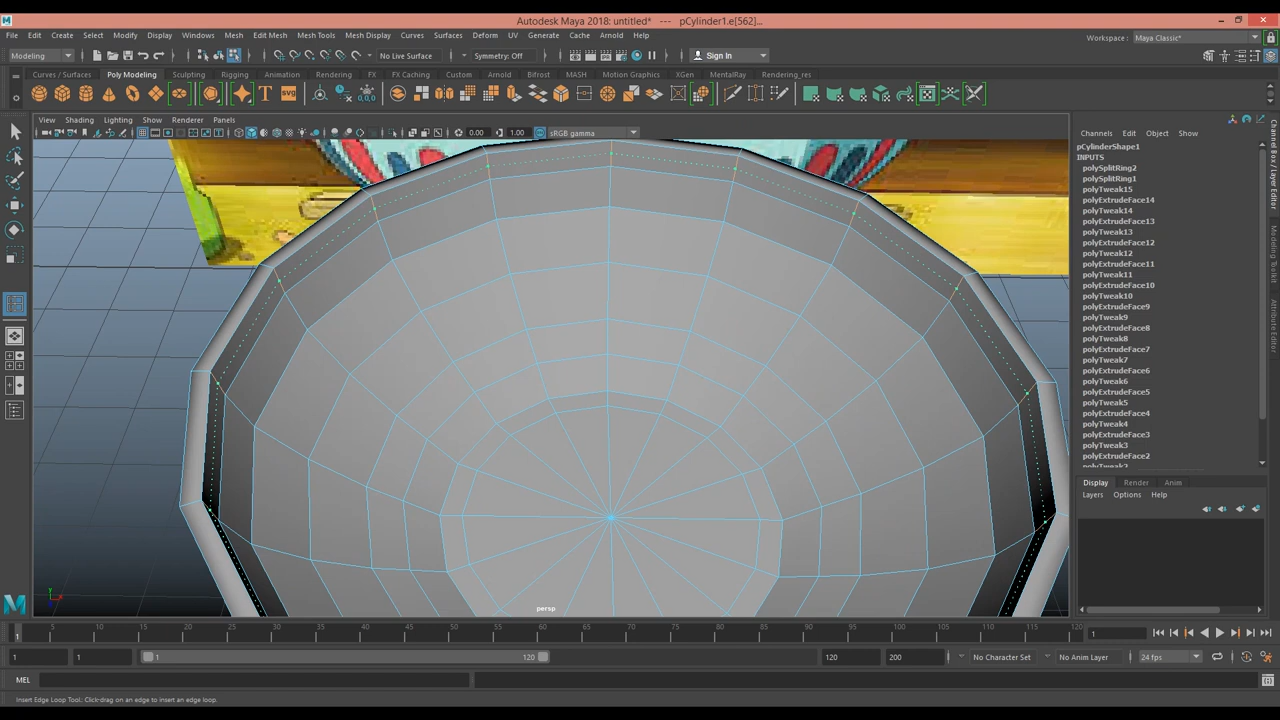 Autodesk Maya 2018: untitled* --- pCylinder1.e[562]...
File Edit Create Select Modify Display Windows Mesh Edit Mesh Mesh Tools Mesh Display Curves Surfaces Deform UV Generate Cache Arnold Help
Workspace : Maya Classic*
Modeling No Live Surface Symmetry: Off Sign In
Curves / Surfaces Poly Modeling Sculpting Rigging Animation Rendering FX FX Caching Custom Arnold Bifrost MASH Motion Graphics XGen MentalRay Rendering_res
View Shading Lighting Show Renderer Panels
0.00 1.00 sRGB gamma
Channels Edit Object Show
pCylinderShape1
INPUTS
polySplitRing2
polySplitRing1
polyTweak15
polyExtrudeFace14
polyTweak14
polyExtrudeFace13
polyTweak13
polyExtrudeFace12
polyTweak12
polyExtrudeFace11
polyTweak11
polyExtrudeFace10
polyTweak10
polyExtrudeFace9
polyTweak9
polyExtrudeFace8
polyTweak8
polyExtrudeFace7
polyTweak7
polyExtrudeFace6
polyTweak6
polyExtrudeFace5
polyTweak5
polyExtrudeFace4
polyTweak4
polyExtrudeFace3
polyTweak3
polyExtrudeFace2
Channel Box / Layer Editor
Modeling Toolkit
Attribute Editor
Display Render Anim
Layers Options Help
persp
5 10 15 20 25 30 35 40 45 50 55 60 65 70 75 80 85 90 95 100 105 110 115 120
1 1
1 1 1 120 120 200 No Character Set No Anim Layer 24 fps
MEL
Insert Edge Loop Tool: Click-drag on an edge to insert an edge loop.